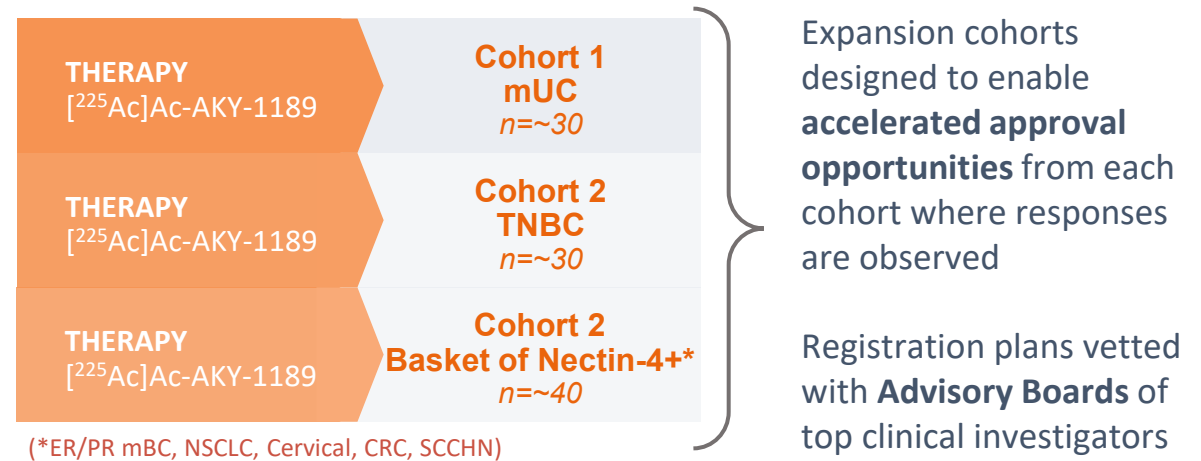 THERAPY
[²²⁵Ac]Ac-AKY-1189
Cohort 1
mUC
n=~30
THERAPY
[²²⁵Ac]Ac-AKY-1189
Cohort 2
TNBC
n=~30
THERAPY
[²²⁵Ac]Ac-AKY-1189
Cohort 2
Basket of Nectin-4+*
n=~40
(*ER/PR mBC, NSCLC, Cervical, CRC, SCCHN)
Expansion cohorts
designed to enable
accelerated approval
opportunities from each
cohort where responses
are observed
Registration plans vetted
with Advisory Boards of
top clinical investigators